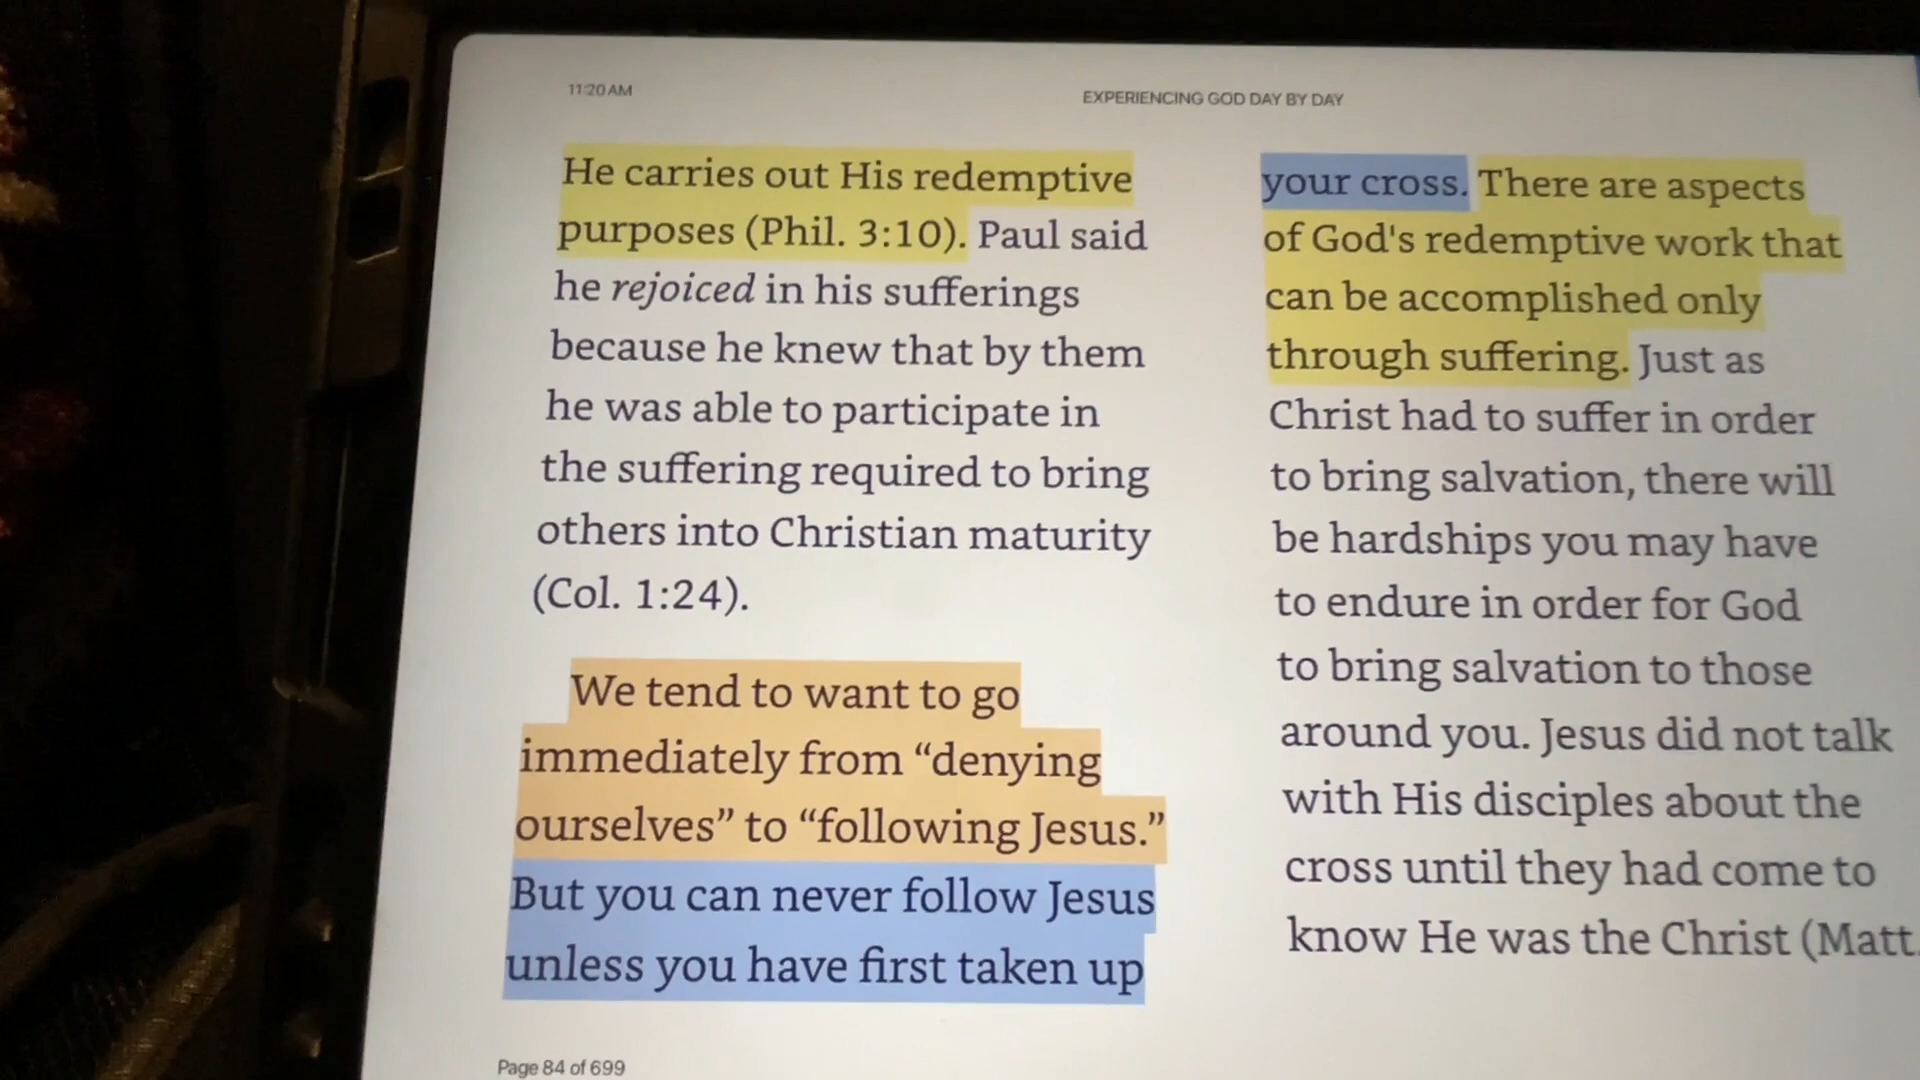 11:20 AM
EXPERIENCING GOD DAY BY DAY
He carries out His redemptive
purposes (Phil. 3:10). Paul said
he rejoiced in his sufferings
because he knew that by them
he was able to participate in
the suffering required to bring
others into Christian maturity
(Col. 1:24).
We tend to want to go
immediately from “denying
ourselves” to “following Jesus.”
But you can never follow Jesus
unless you have first taken up
your cross. There are aspects
of God's redemptive work that
can be accomplished only
through suffering. Just as
Christ had to suffer in order
to bring salvation, there will
be hardships you may have
to endure in order for God
to bring salvation to those
around you. Jesus did not talk
with His disciples about the
cross until they had come to
know He was the Christ (Matt.
Page 84 of 699